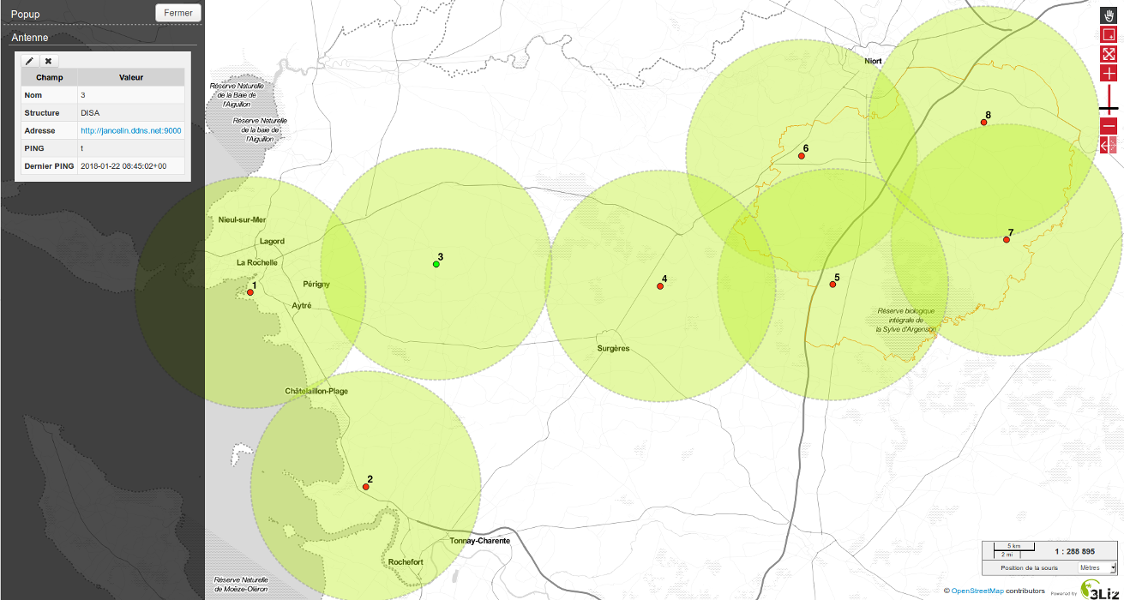 Popup
Fermer
Antenne
Champ Valeur
Nom 3
Structure DISA
Adresse http://jancelin.ddns.net:9000
PING t
Dernier PING 2018-01-22 08:45:02+00
Réserve Naturelle
de la Baie de
l'Aiguillon
Réserve Naturelle
de la baie de
l'Aiguillon
Niort
8
6
Nieul-sur-Mer
Lagord
7
La Rochelle
3
4
5
1
Périgny
Aytré
Réserve biologique
intégrale de
la Sylve d'Argenson
Surgères
Châtelaillon-Plage
2
Tonnay-Charente
Rochefort
Réserve Naturelle
de Moëze-Oléron
5 km
2 mi
1 : 288 895
Position de la souris Mètres
© OpenStreetMap contributors
Powered by 3Liz